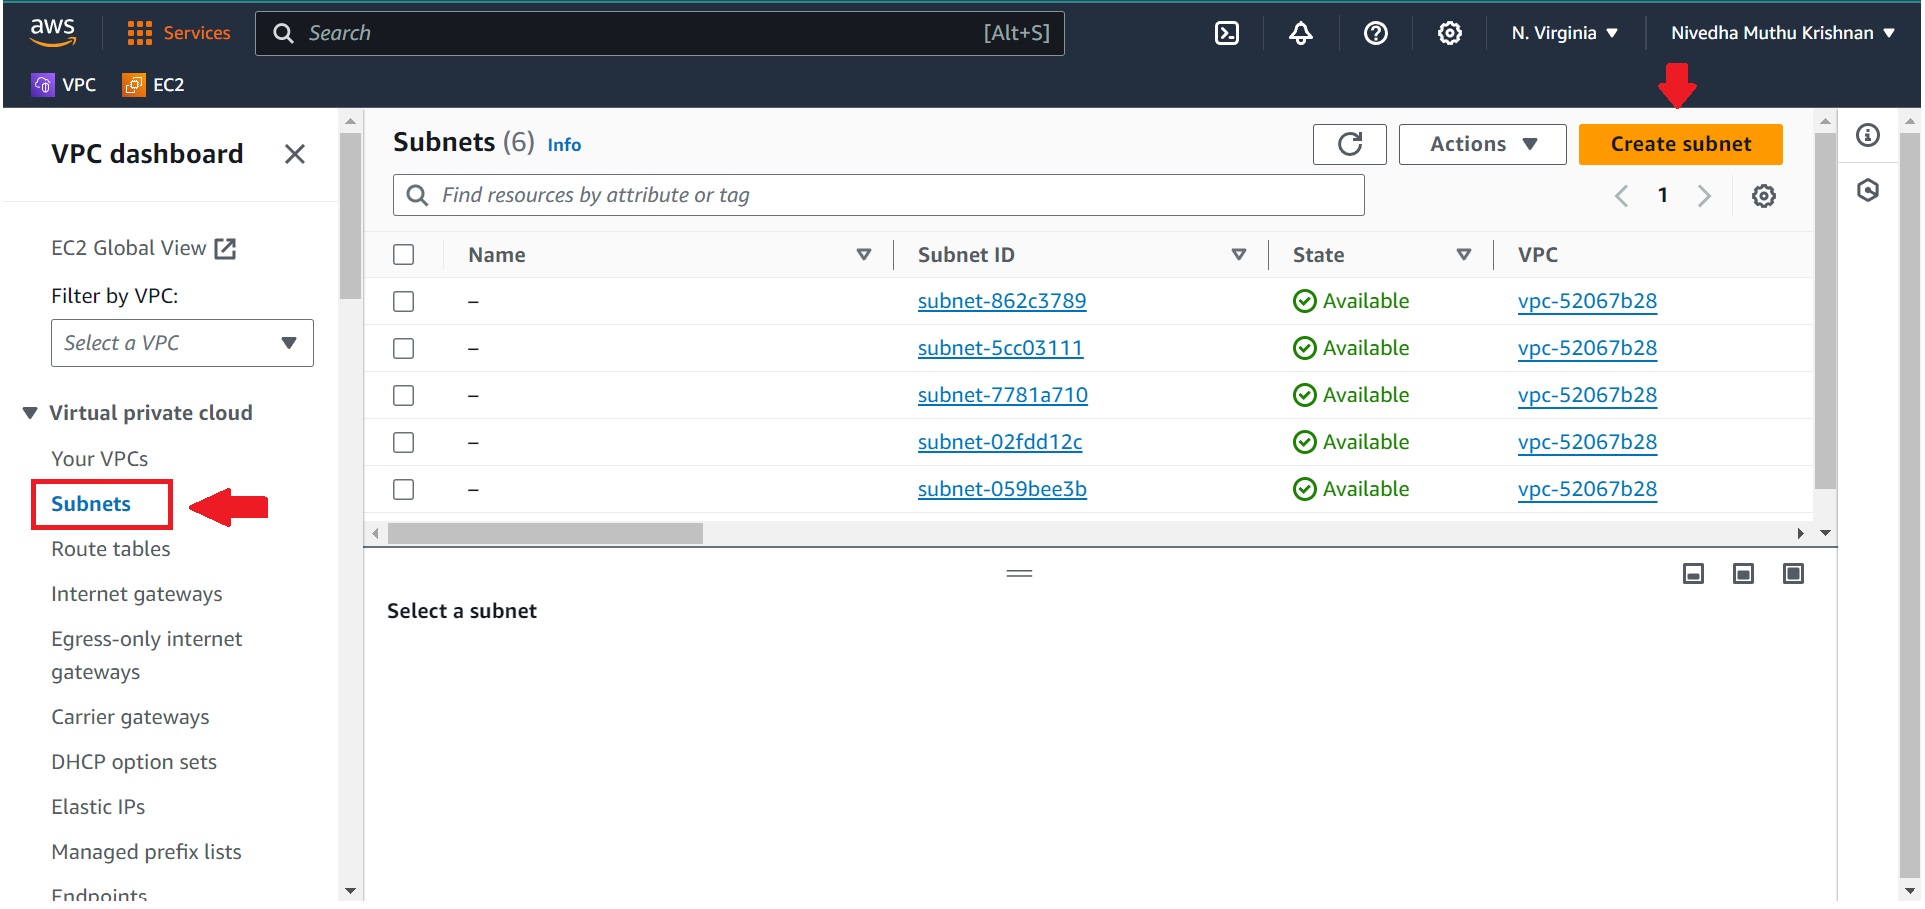 aws Services Search [Alt+S] N. Virginia Nivedha Muthu Krishnan
VPC EC2
VPC dashboard
EC2 Global View
Filter by VPC:
Select a VPC
Virtual private cloud
Your VPCs
Subnets
Route tables
Internet gateways
Egress-only internet
gateways
Carrier gateways
DHCP option sets
Elastic IPs
Managed prefix lists
Endpoints
Subnets (6) Info Actions Create subnet
Find resources by attribute or tag 1
Name Subnet ID State VPC
– subnet-862c3789 Available vpc-52067b28
– subnet-5cc03111 Available vpc-52067b28
– subnet-7781a710 Available vpc-52067b28
– subnet-02fdd12c Available vpc-52067b28
– subnet-059bee3b Available vpc-52067b28
Select a subnet